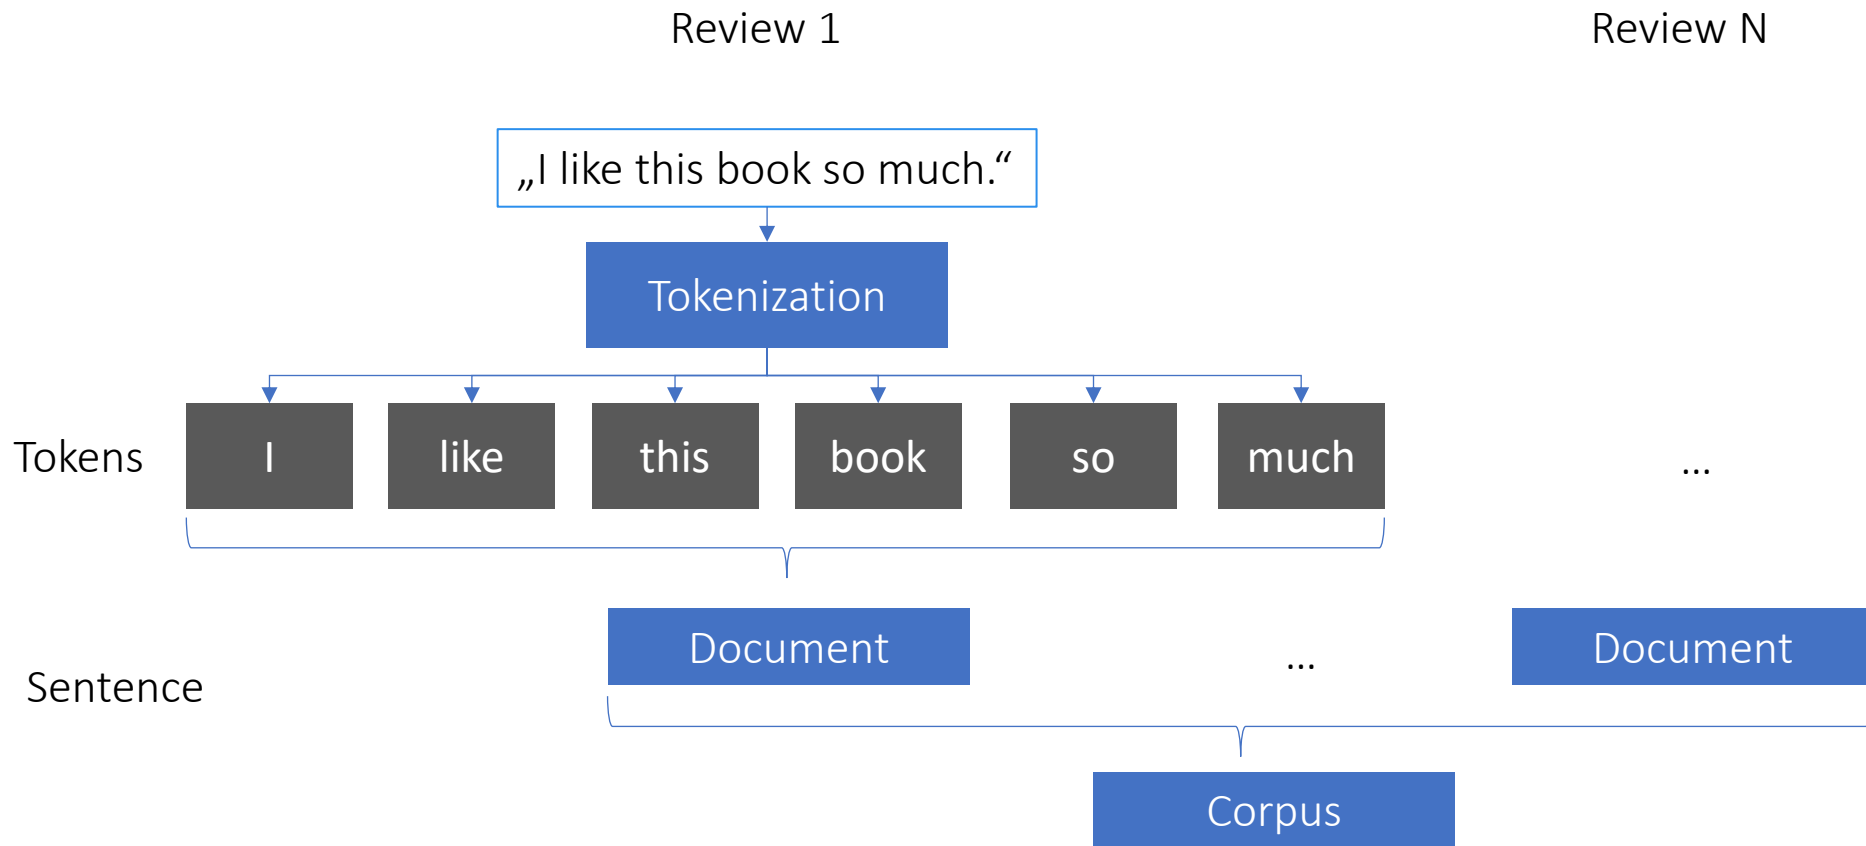 Review 1
Review N
„I like this book so much.“
Tokenization
Tokens
I
like
this
book
so
much
...
Document
...
Document
Sentence
Corpus